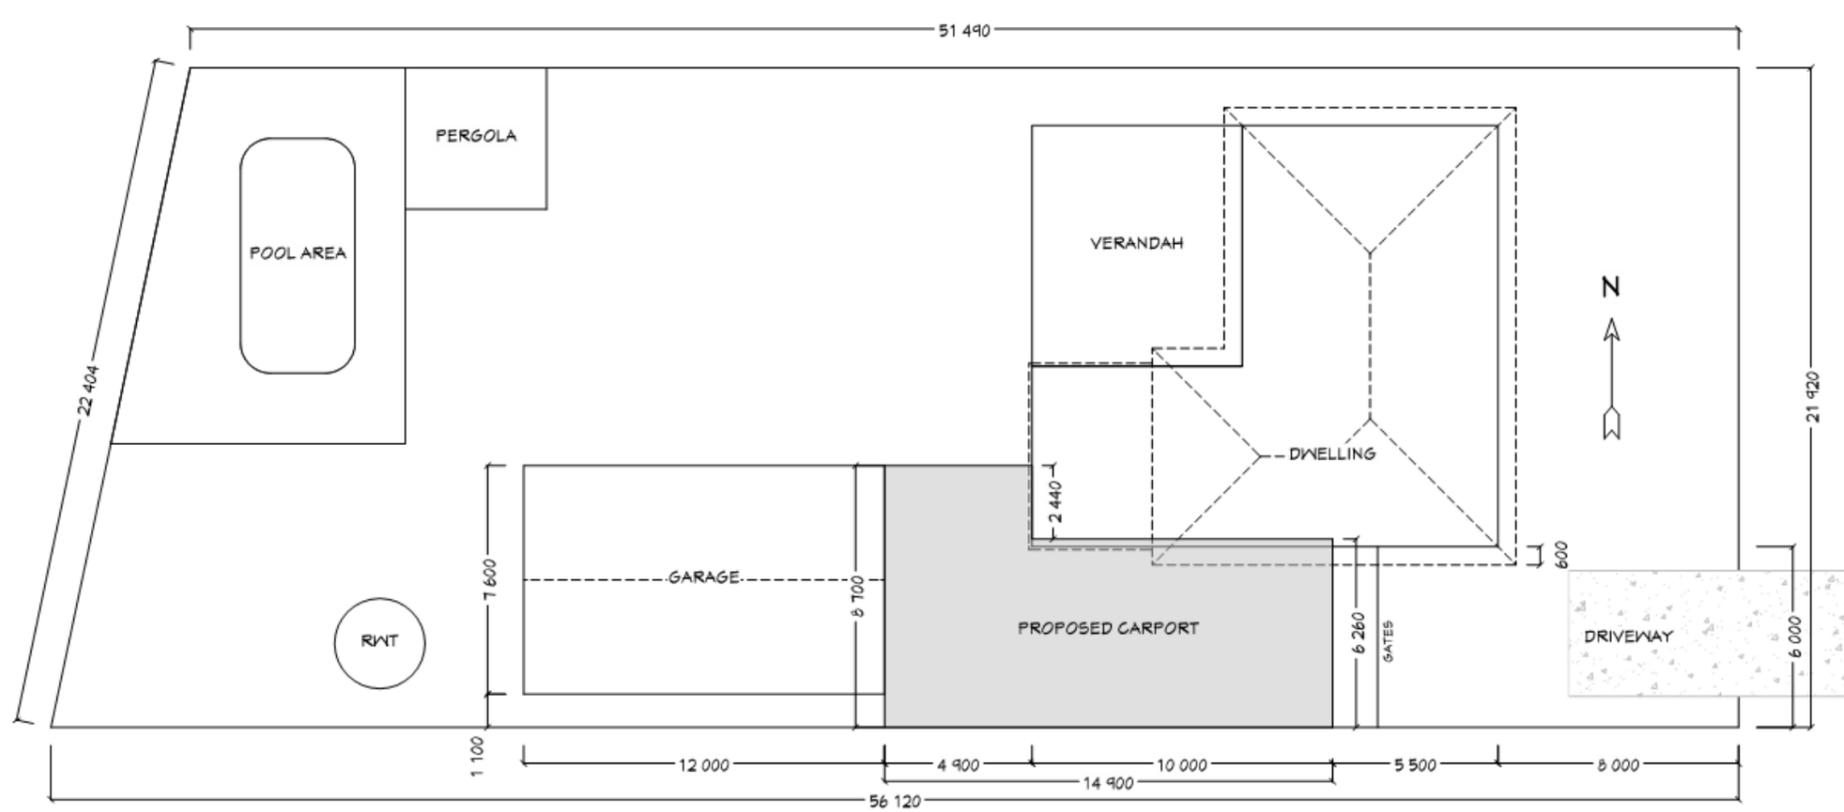 51 490
PERGOLA
POOL AREA
VERANDAH
N
22 404
21 920
DWELLING
2 440
600
7 600
GARAGE
8 700
PROPOSED CARPORT
6 260
GATES
DRIVEWAY
6 000
RWT
1 100
12 000
4 900
10 000
5 500
8 000
14 900
56 120